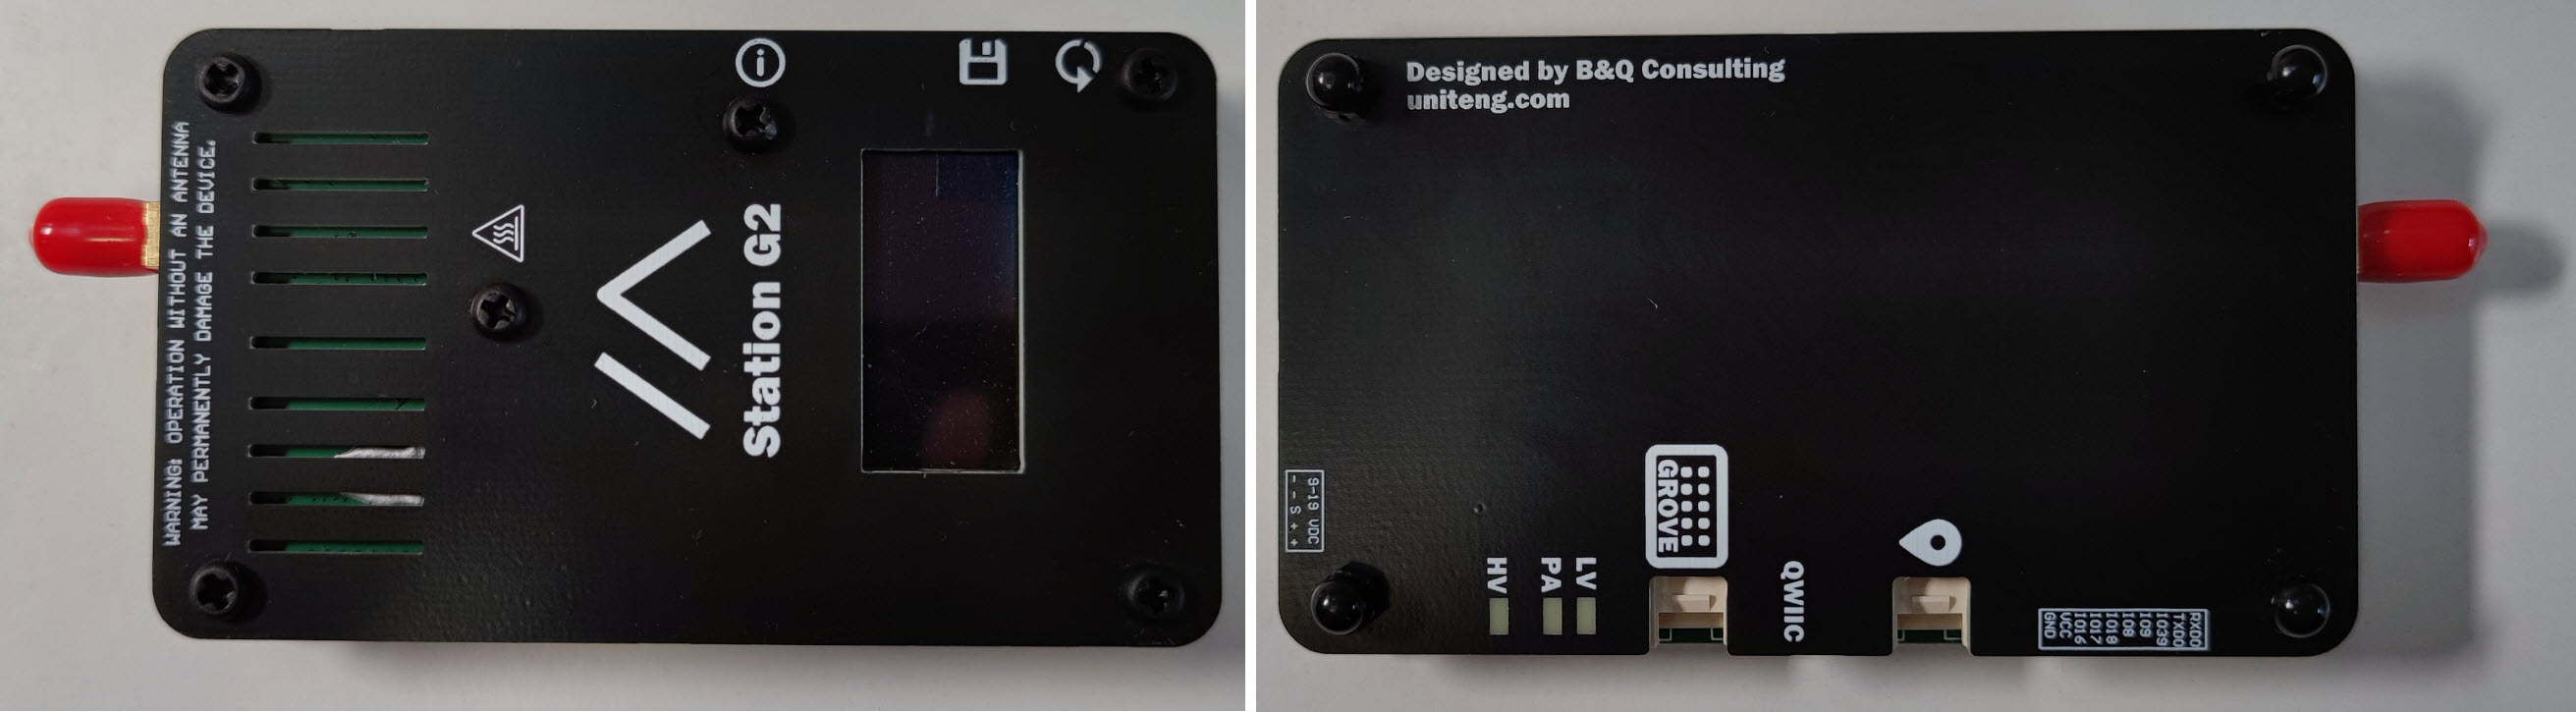 WARNING: OPERATION WITHOUT AN ANTENNA
MAY PERMANENTLY DAMAGE THE DEVICE.
Station G2
Designed by B&Q Consulting
uniteng.com
9-19 VDC
- - S + +
HV
PA
LV
GROVE
QWIIC
RXD0
TXD0
IO39
IO9
IO8
IO18
IO17
IO16
VCC
GND